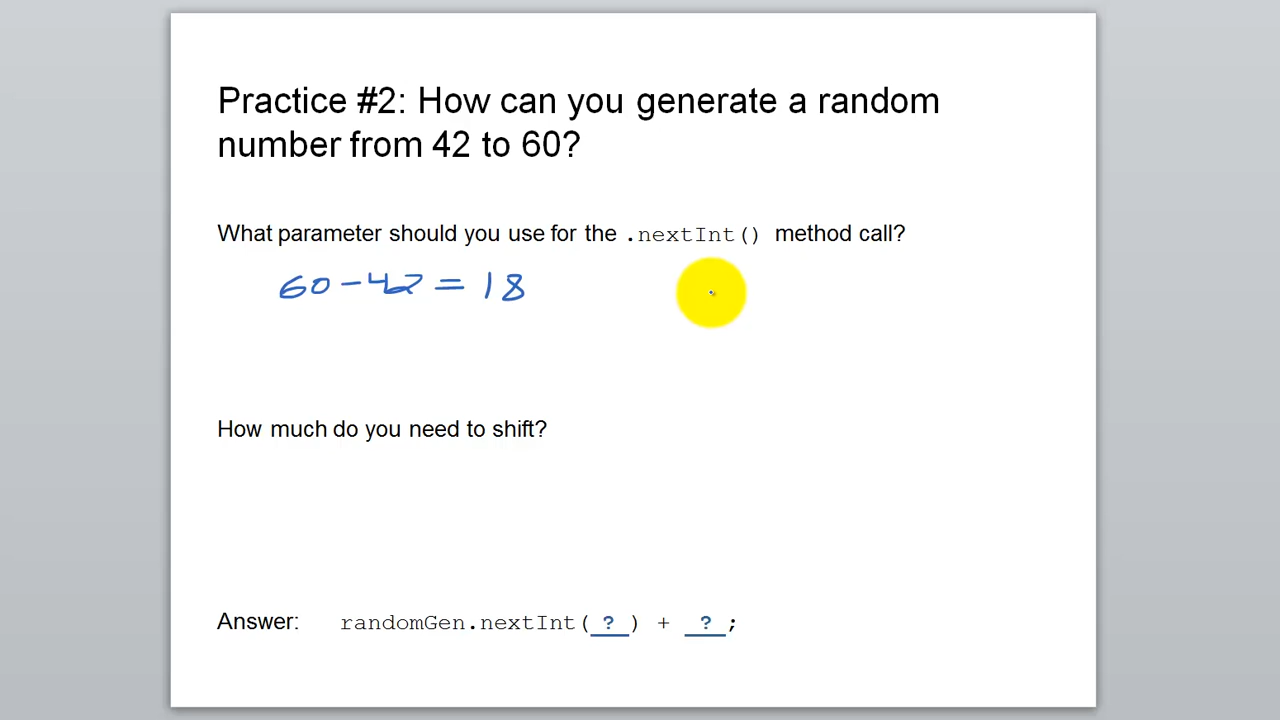 Practice #2: How can you generate a random
number from 42 to 60?
What parameter should you use for the .nextInt() method call?
60-42 = 18
How much do you need to shift?
Answer: randomGen.nextInt( ? ) + ? ;